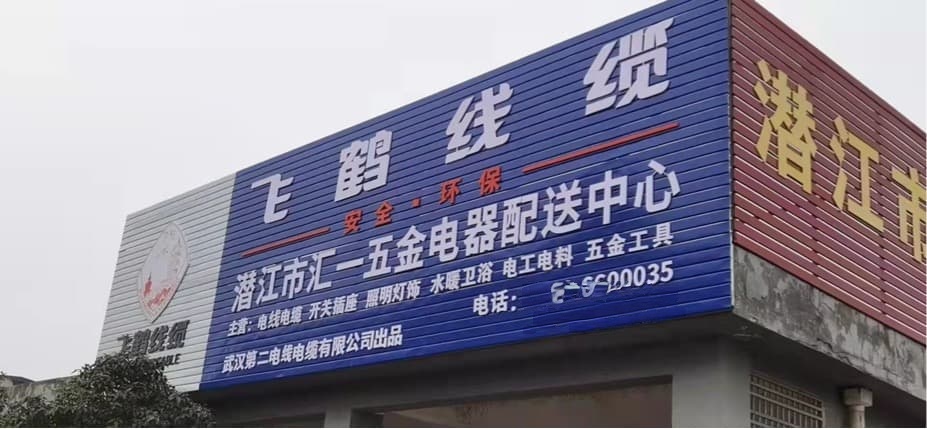 飞鹤线缆
安全·环保
潜江市汇一五金电器配送中心
主营：电线电缆 开关插座 照明灯饰 水暖卫浴 电工电料 五金工具
电话：
武汉第二电线电缆有限公司出品
飞鹤线缆
潜江市